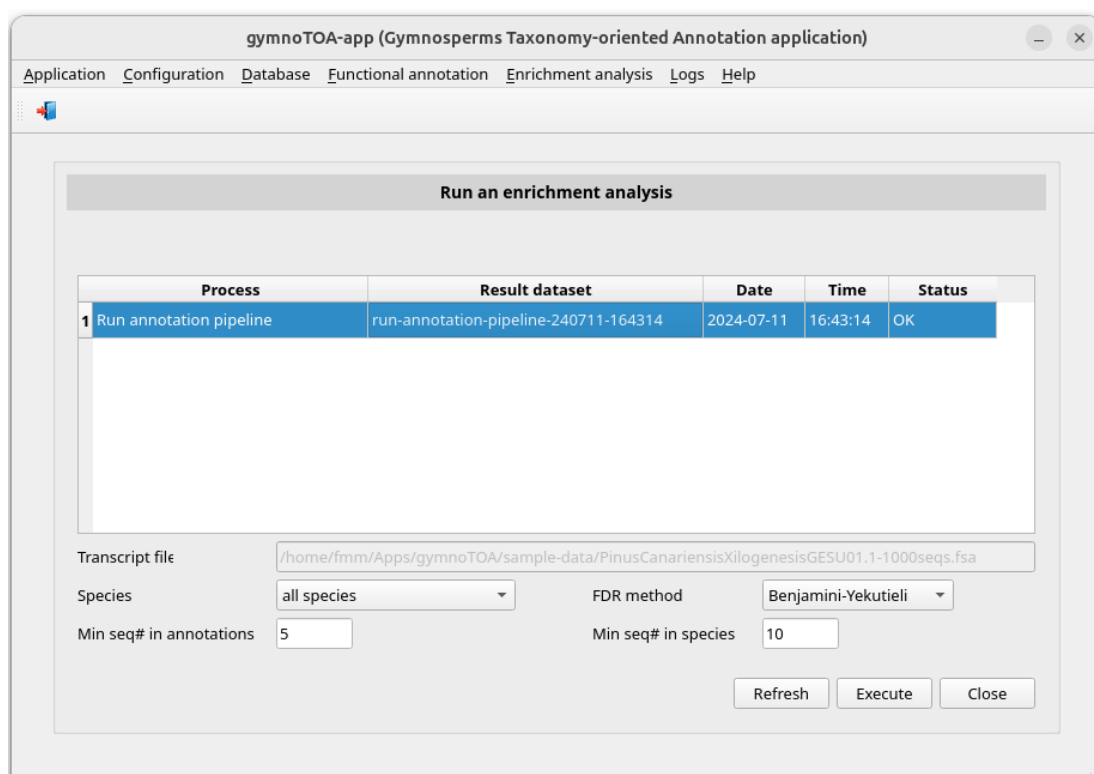 gymnoTOA-app (Gymnosperms Taxonomy-oriented Annotation application)
Application Configuration Database Functional annotation Enrichment analysis Logs Help
Run an enrichment analysis
Process Result dataset Date Time Status
1 Run annotation pipeline run-annotation-pipeline-240711-164314 2024-07-11 16:43:14 OK
Transcript file /home/fmm/Apps/gymnoTOA/sample-data/PinusCanariensisXilogenesisGESU01.1-1000seqs.fsa
Species all species FDR method Benjamini-Yekutieli
Min seq# in annotations 5 Min seq# in species 10
Refresh Execute Close